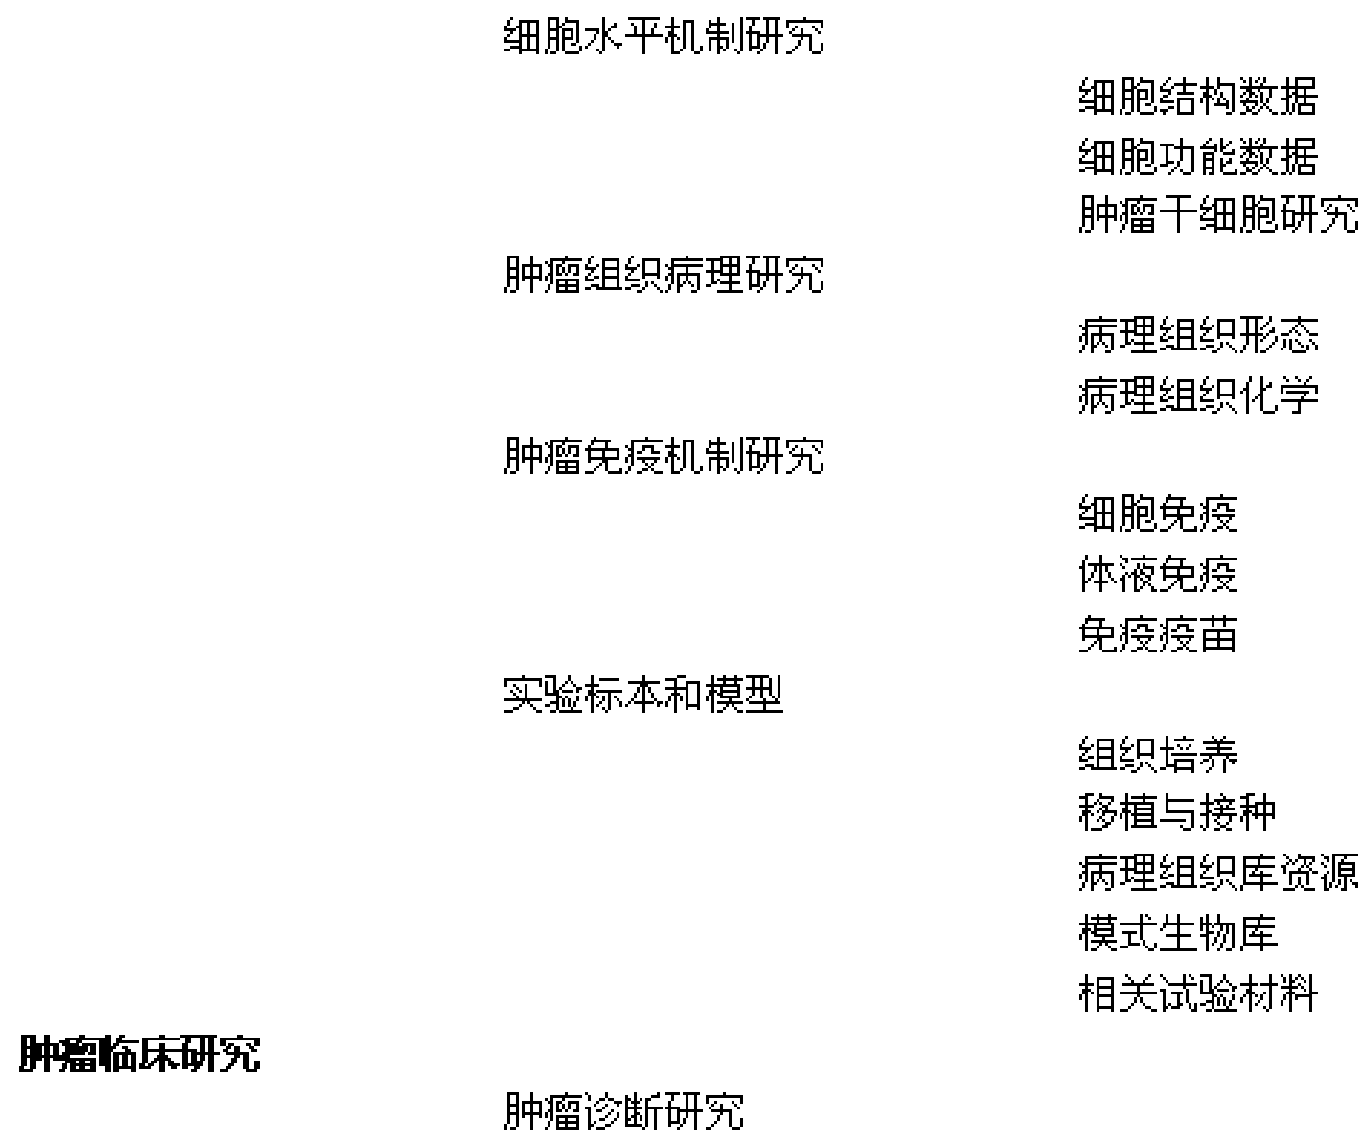 细胞水平机制研究
细胞结构数据
细胞功能数据
肿瘤干细胞研究
肿瘤组织病理研究
病理组织形态
病理组织化学
肿瘤免疫机制研究
细胞免疫
体液免疫
免疫疫苗
实验标本和模型
组织培养
移植与接种
病理组织库资源
模式生物库
相关试验材料
肿瘤临床研究
肿瘤诊断研究